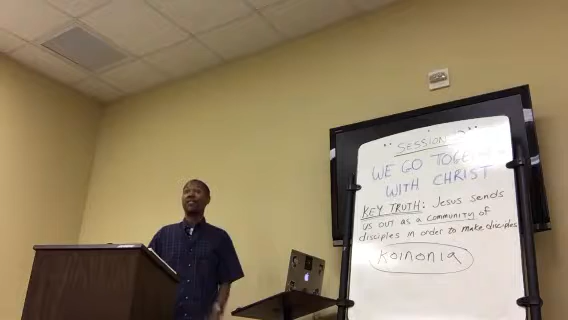 "SESSION
WE GO TOGETHER
WITH CHRIST
KEY TRUTH: Jesus sends
us out as a community of
disciples in order to make disciples
Koinonia